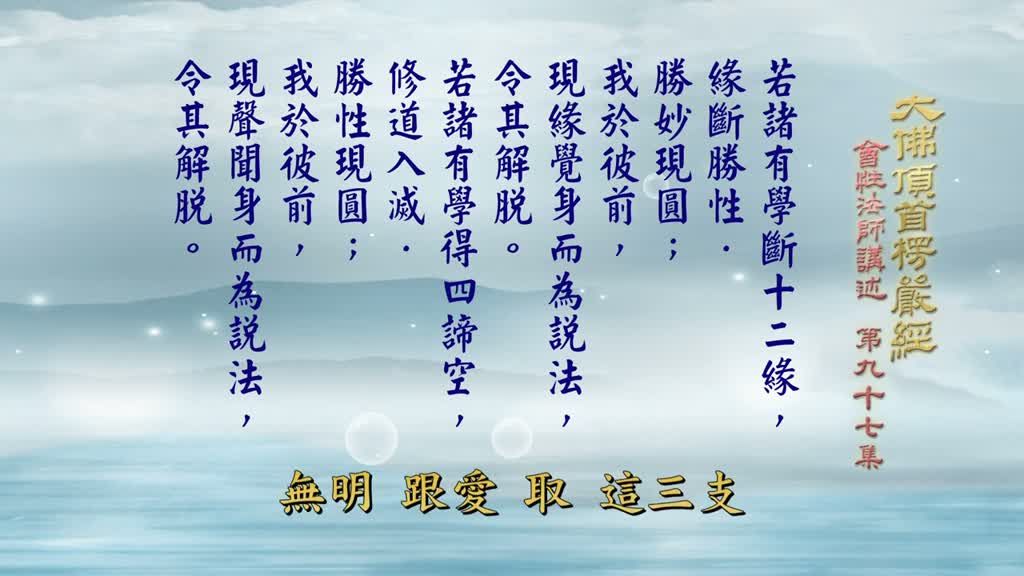 大佛頂首楞嚴經
會性法師講述 第九十七集
若諸有學斷十二緣，
緣斷勝性．
勝妙現圓；
我於彼前，
現緣覺身而為說法，
令其解脫。
若諸有學得四諦空，
修道入滅．
勝性現圓；
我於彼前，
現聲聞身而為說法，
令其解脫。
無明 跟愛 取 這三支